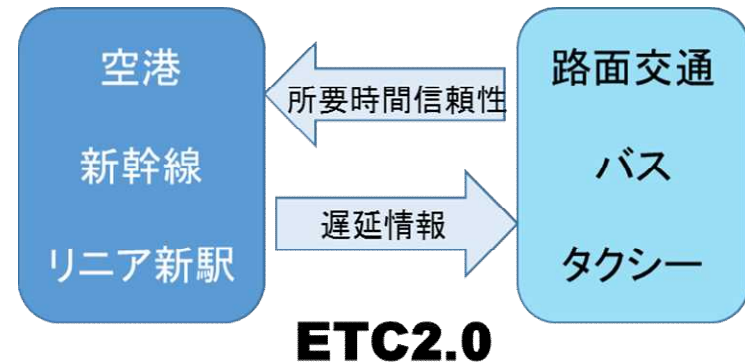 空港
新幹線
リニア新駅
所要時間信頼性
遅延情報
路面交通
バス
タクシー
ETC2.0